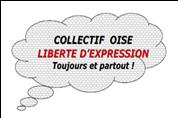 COLLECTIF OISE
LIBERTE D'EXPRESSION
Toujours et partout !